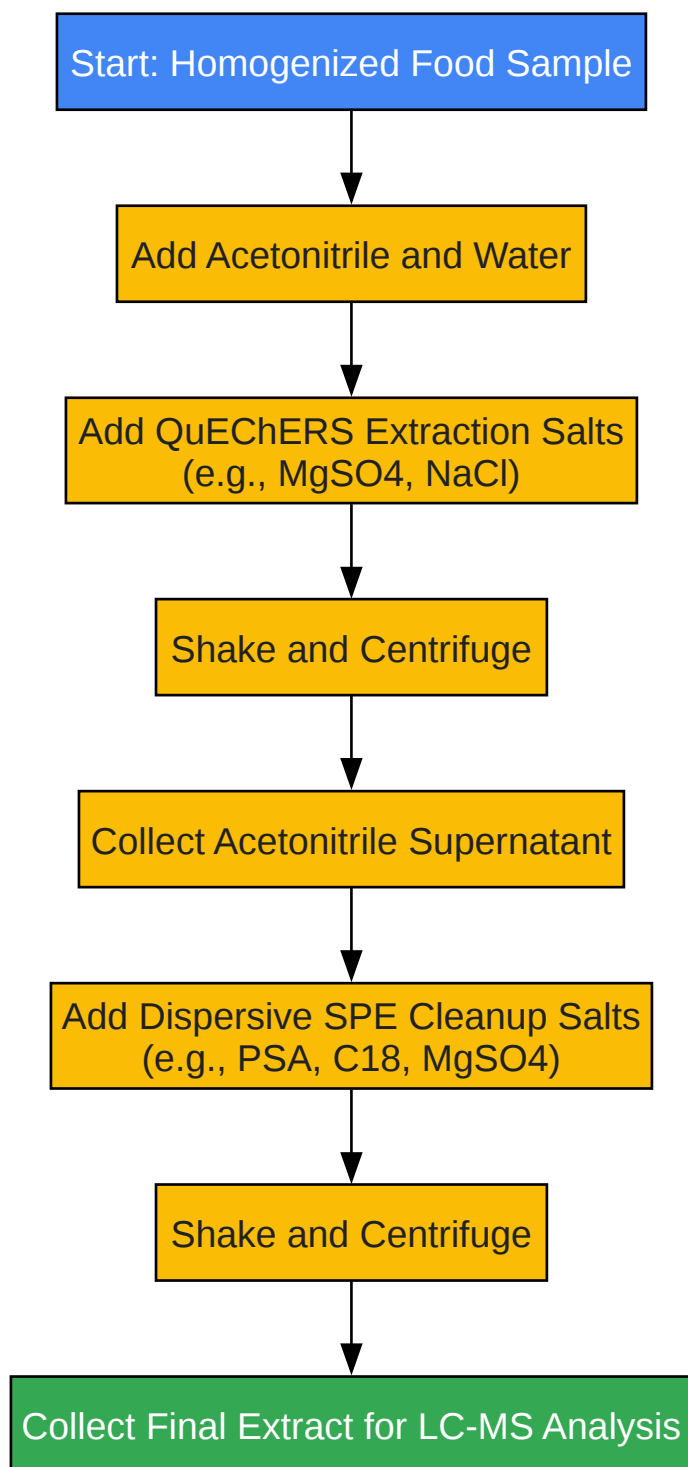 Start: Homogenized Food Sample
Add Acetonitrile and Water
Add QuEChERS Extraction Salts
(e.g., MgSO4, NaCl)
Shake and Centrifuge
Collect Acetonitrile Supernatant
Add Dispersive SPE Cleanup Salts
(e.g., PSA, C18, MgSO4)
Shake and Centrifuge
Collect Final Extract for LC-MS Analysis